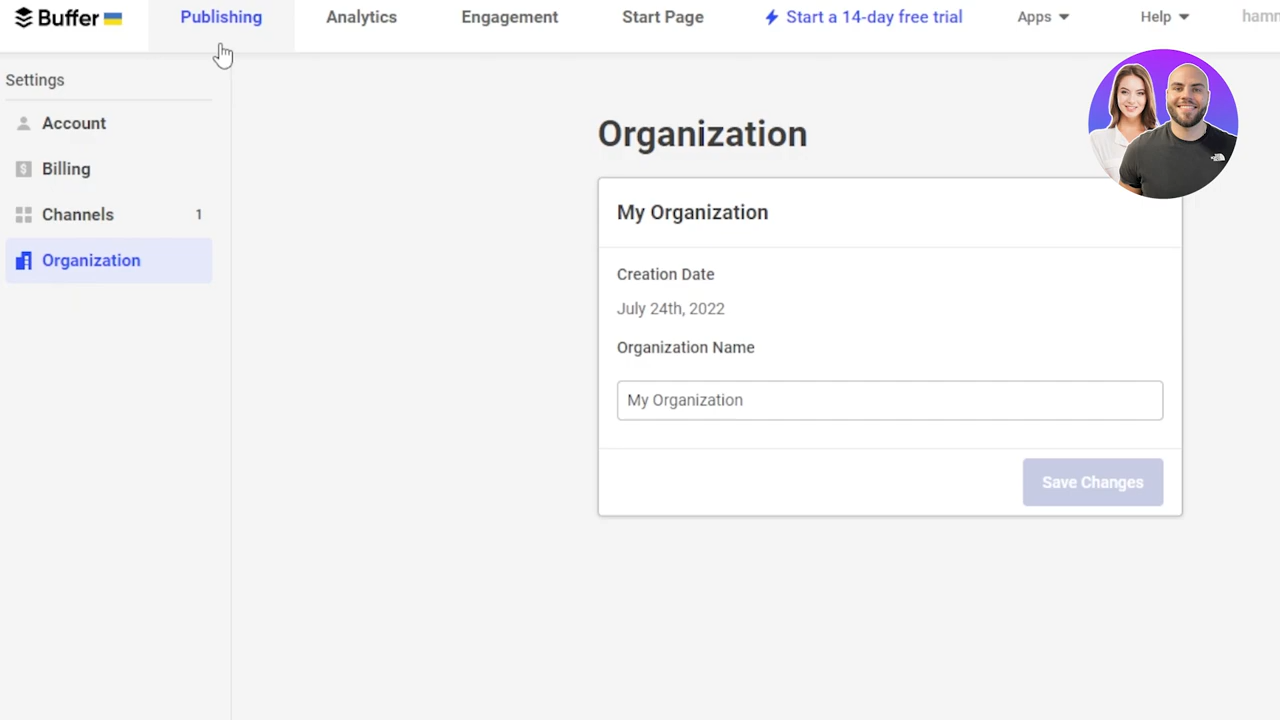 Buffer
Publishing
Analytics
Engagement
Start Page
Start a 14-day free trial
Apps
Help
Settings
Account
Billing
Channels 1
Organization
Organization
My Organization
Creation Date
July 24th, 2022
Organization Name
My Organization
Save Changes